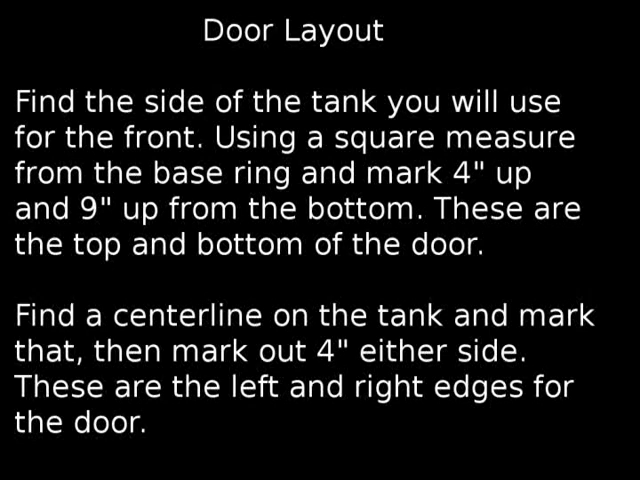 Door Layout
Find the side of the tank you will use
for the front. Using a square measure
from the base ring and mark 4" up
and 9" up from the bottom. These are
the top and bottom of the door.
Find a centerline on the tank and mark
that, then mark out 4" either side.
These are the left and right edges for
the door.